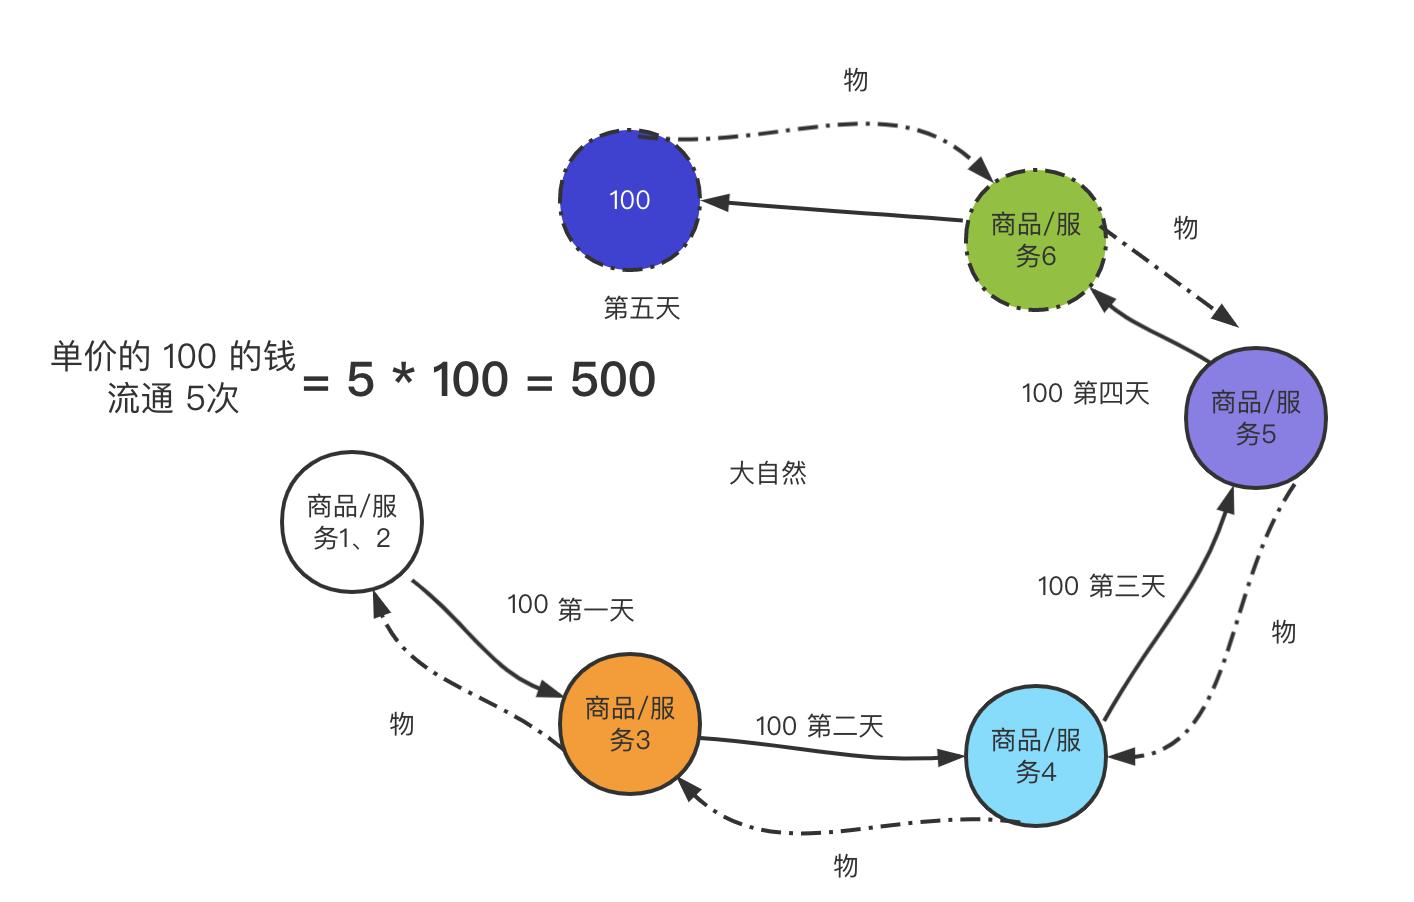 物
100
商品/服
务6
物
第五天
单价的 100 的钱
流通 5次
= 5 * 100 = 500
100 第四天
商品/服
务5
大自然
商品/服
务1、2
100 第一天
100 第三天
物
商品/服
务3
物
100 第二天
商品/服
务4
物